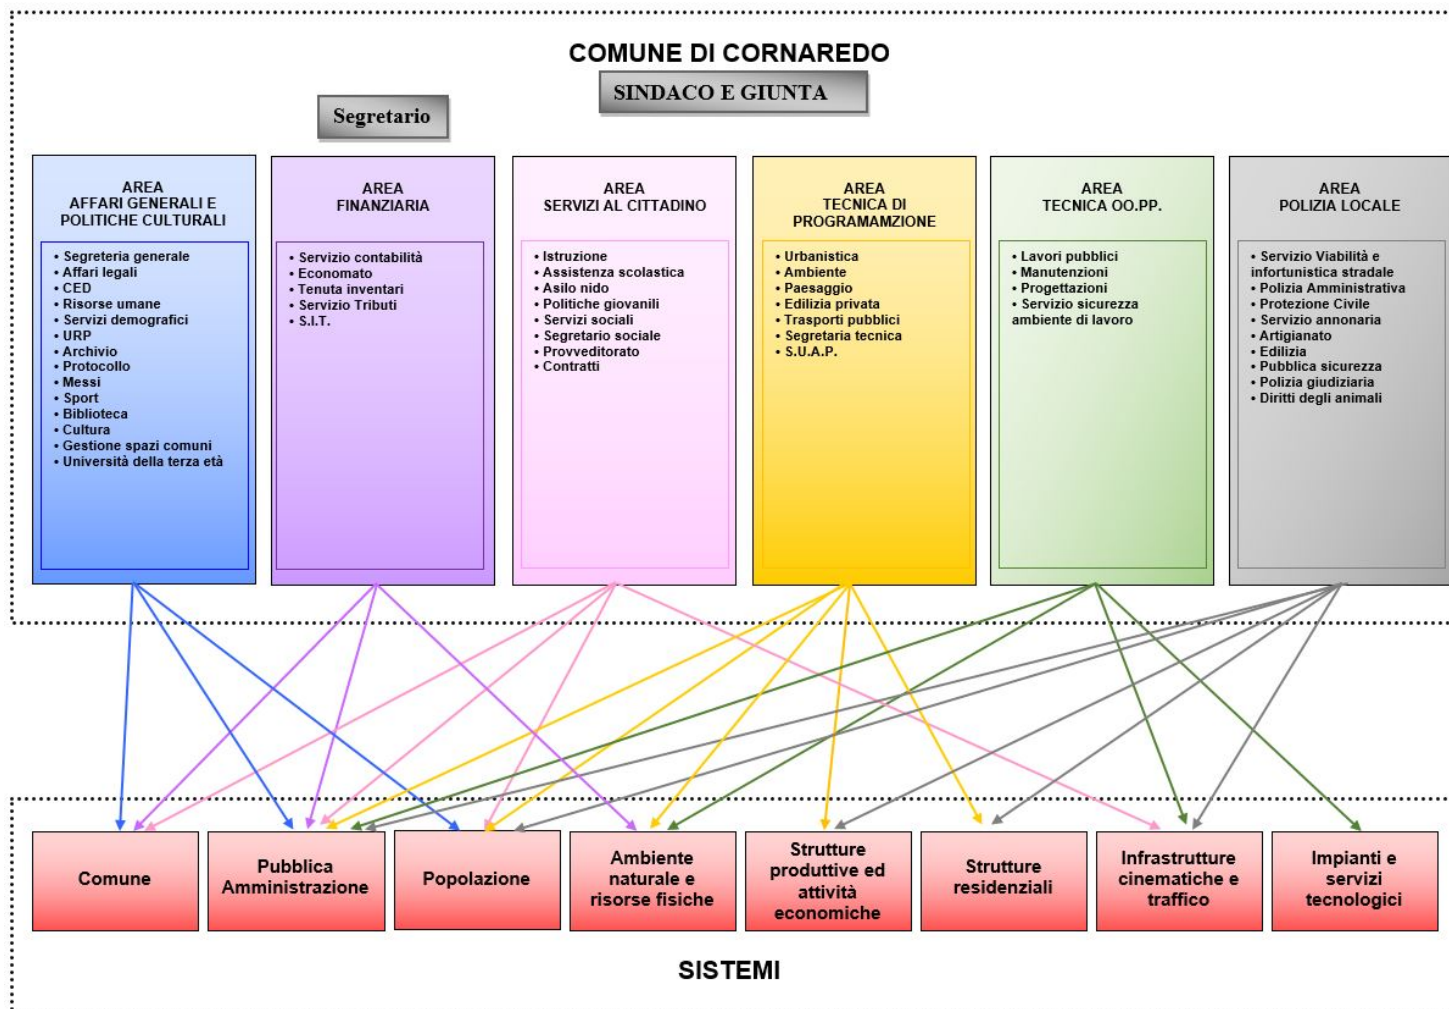 COMUNE DI CORNAREDO
SINDACO E GIUNTA
Segretario
AREA
AFFARI GENERALI E
POLITICHE CULTURALI
• Segreteria generale
• Affari legali
• CED
• Risorse umane
• Servizi demografici
• URP
• Archivio
• Protocollo
• Messi
• Sport
• Biblioteca
• Cultura
• Gestione spazi comuni
• Università della terza età
AREA
FINANZIARIA
• Servizio contabilità
• Economato
• Tenuta inventari
• Servizio Tributi
• S.I.T.
AREA
SERVIZI AL CITTADINO
• Istruzione
• Assistenza scolastica
• Asilo nido
• Politiche giovanili
• Servizi sociali
• Segretario sociale
• Provveditorato
• Contratti
AREA
TECNICA DI
PROGRAMAMZIONE
• Urbanistica
• Ambiente
• Paesaggio
• Edilizia privata
• Trasporti pubblici
• Segretaria tecnica
• S.U.A.P.
AREA
TECNICA OO.PP.
• Lavori pubblici
• Manutenzioni
• Progettazioni
• Servizio sicurezza
ambiente di lavoro
AREA
POLIZIA LOCALE
• Servizio Viabilità e
infortunistica stradale
• Polizia Amministrativa
• Protezione Civile
• Servizio annonaria
• Artigianato
• Edilizia
• Pubblica sicurezza
• Polizia giudiziaria
• Diritti degli animali
Comune
Pubblica
Amministrazione
Popolazione
Ambiente
naturale e
risorse fisiche
Strutture
produttive ed
attività
economiche
Strutture
residenziali
Infrastrutture
cinematiche e
traffico
Impianti e
servizi
tecnologici
SISTEMI